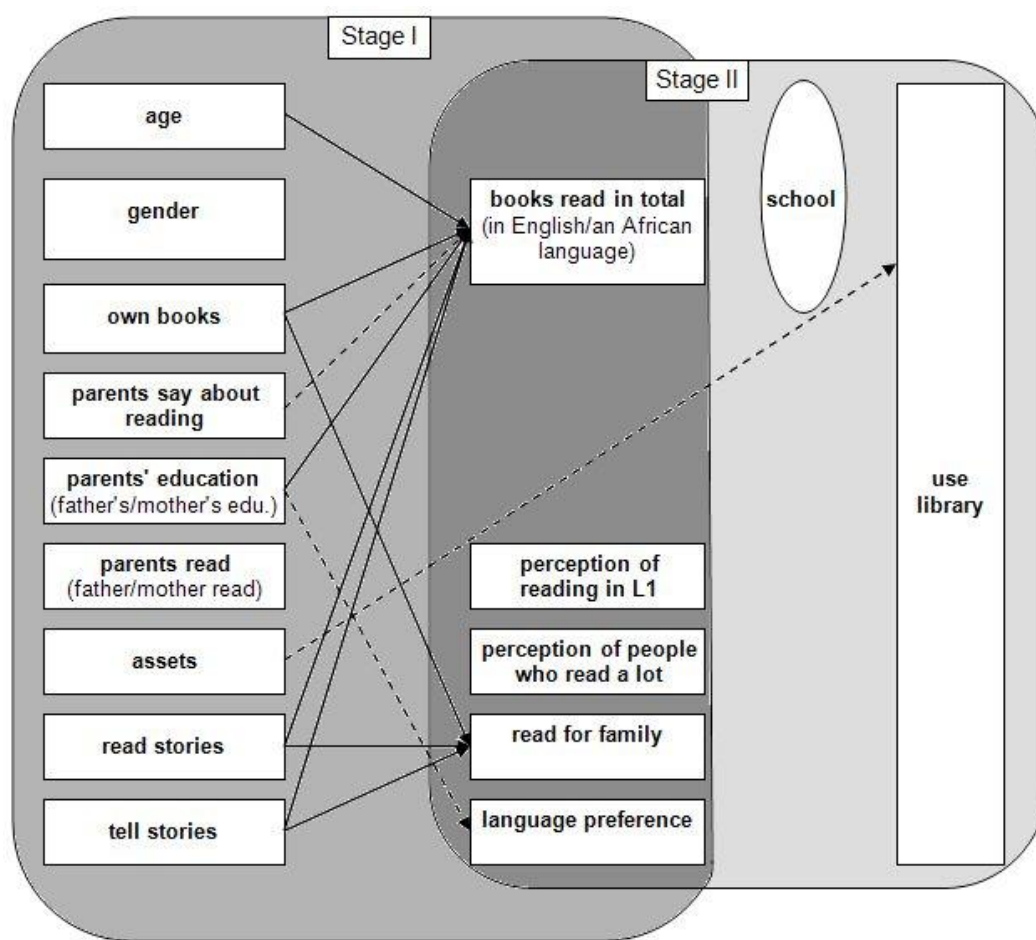 Stage I
Stage II
age
gender
own books
parents say about
reading
parents' education
(father's/mother's edu.)
parents read
(father/mother read)
assets
read stories
tell stories
books read in total
(in English/an African
language)
perception of
reading in L1
perception of people
who read a lot
read for family
language preference
school
use
library